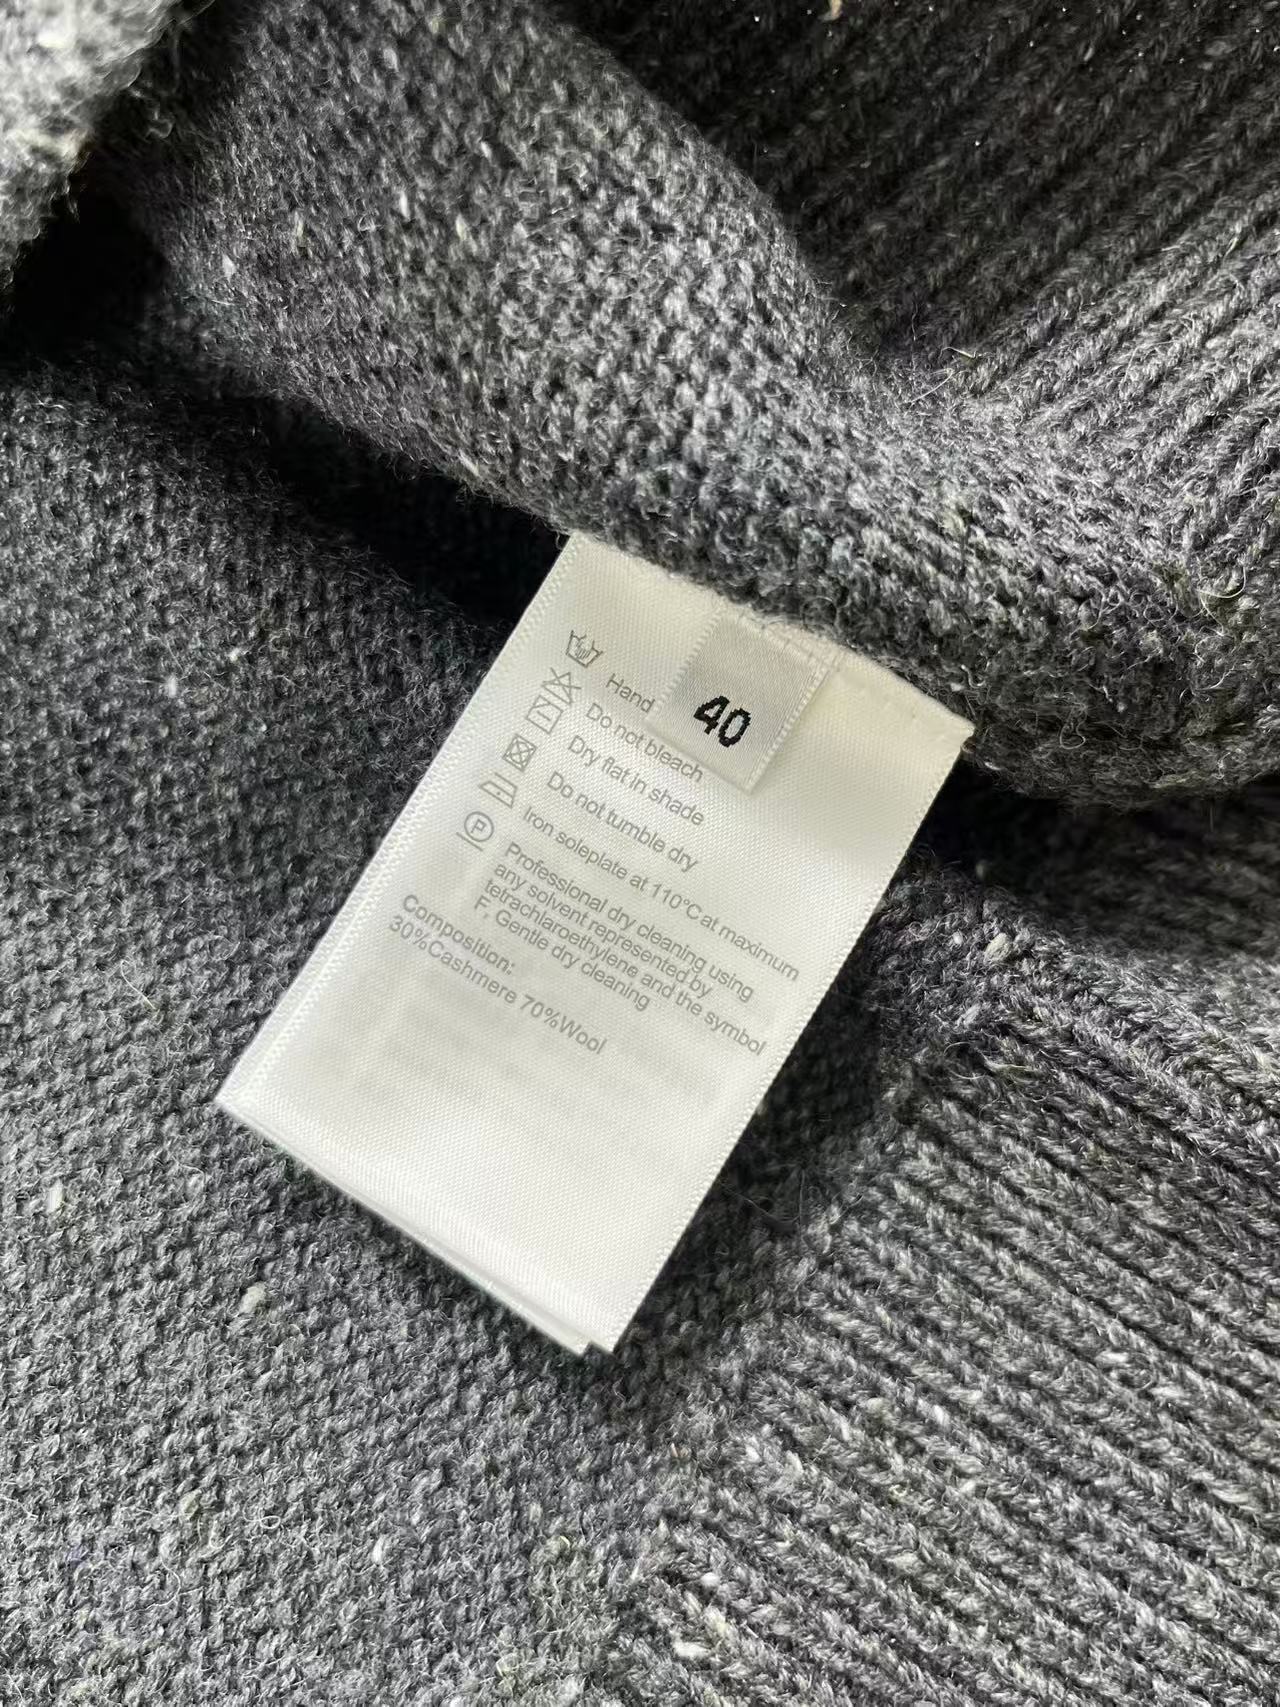 40
Hand
Do not bleach
Dry flat in shade
Do not tumble dry
Iron soleplate at 110°C at maximum
P
Professional dry cleaning using
any solvent represented by
tetrachlaroethylene and the symbol
F, Gentle dry cleaning
Composition:
30%Cashmere 70%Wool